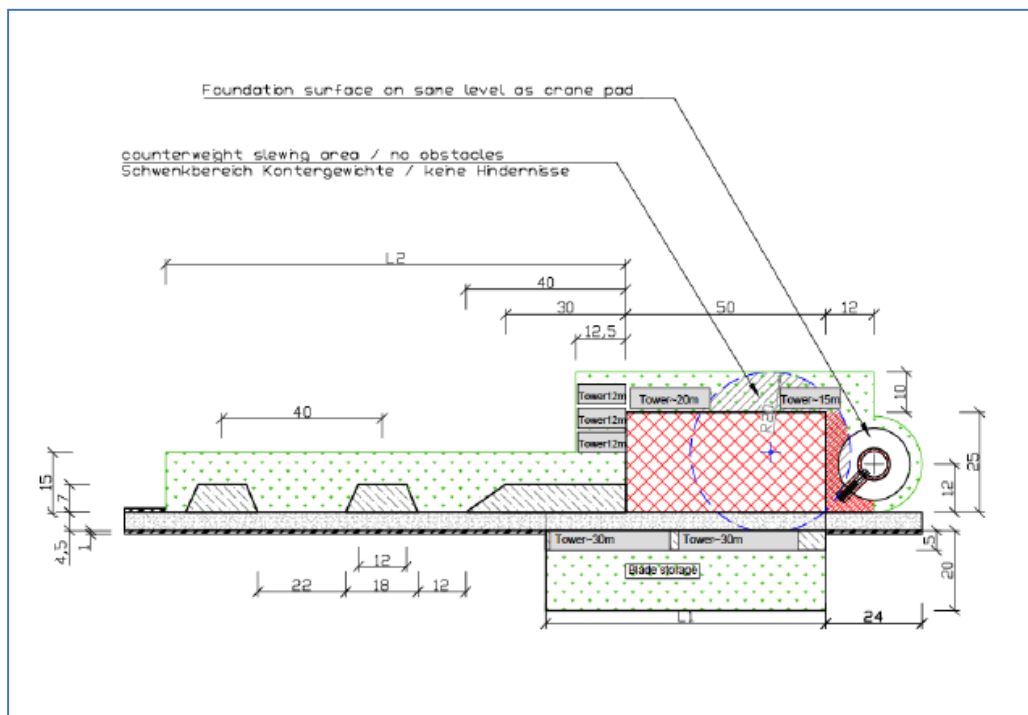 Foundation surface on same level as crane pad
counterweight slewing area / no obstacles
Schwenkbereich Kontergewichte / keine Hindernisse
L2
40
30
50
12
12,5
10
Tower12m
Tower~20m
Tower~15m
Tower12m
Tower12m
R20
40
15
7
25
12
4,5
1
Tower~30m
Tower~30m
5
20
Blade storage
12
22
18
12
L1
24